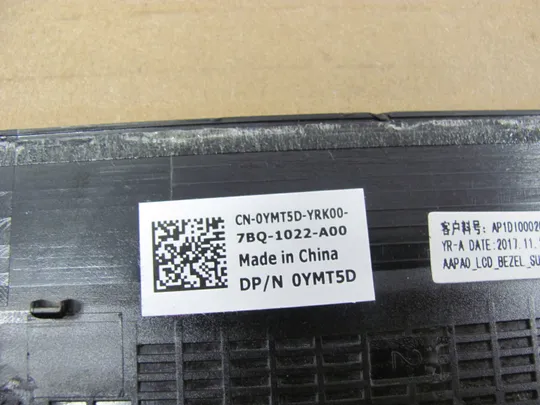 CN-0YMT5D-YRK00-
7BQ-1022-A00
Made in China
DP/N 0YMT5D
客户料号: AP1D1000
YR-A DATE:2017.11.
AAPA0_LCD_BEZEL_SU